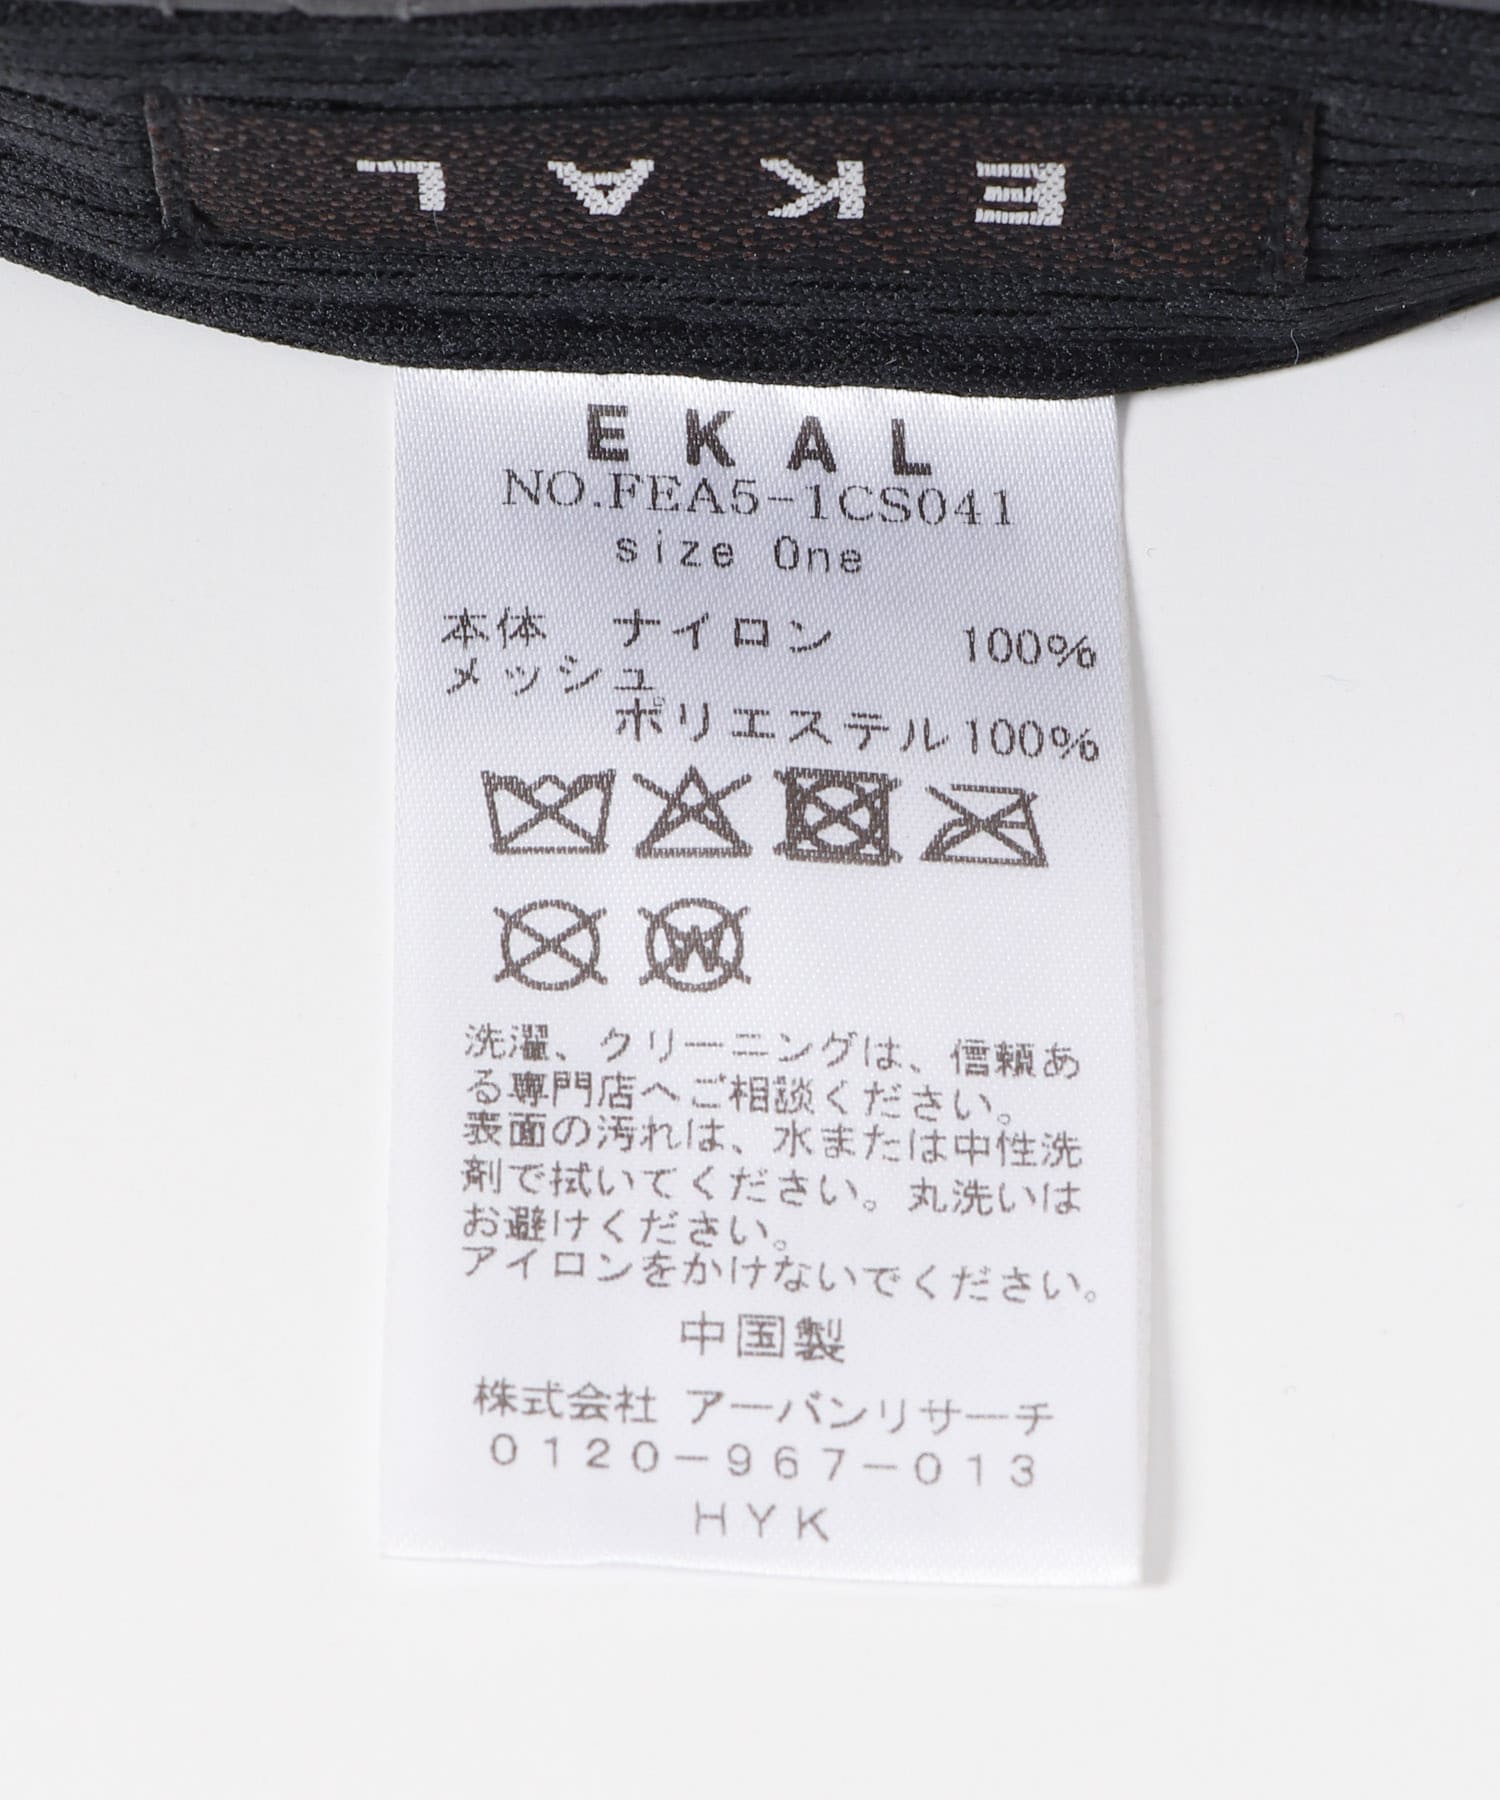 EKAL
EKAL
NO.FEA5-1CS041
size One
本体 ナイロン 100%
メッシュ
ポリエステル100%
W
洗濯、クリーニングは、信頼あ
る専門店へご相談ください。
表面の汚れは、水または中性洗
剤で拭いてください。丸洗いは
お避けください。
アイロンをかけないでください。
中国製
株式会社 アーバンリサーチ
0120-967-013
HYK